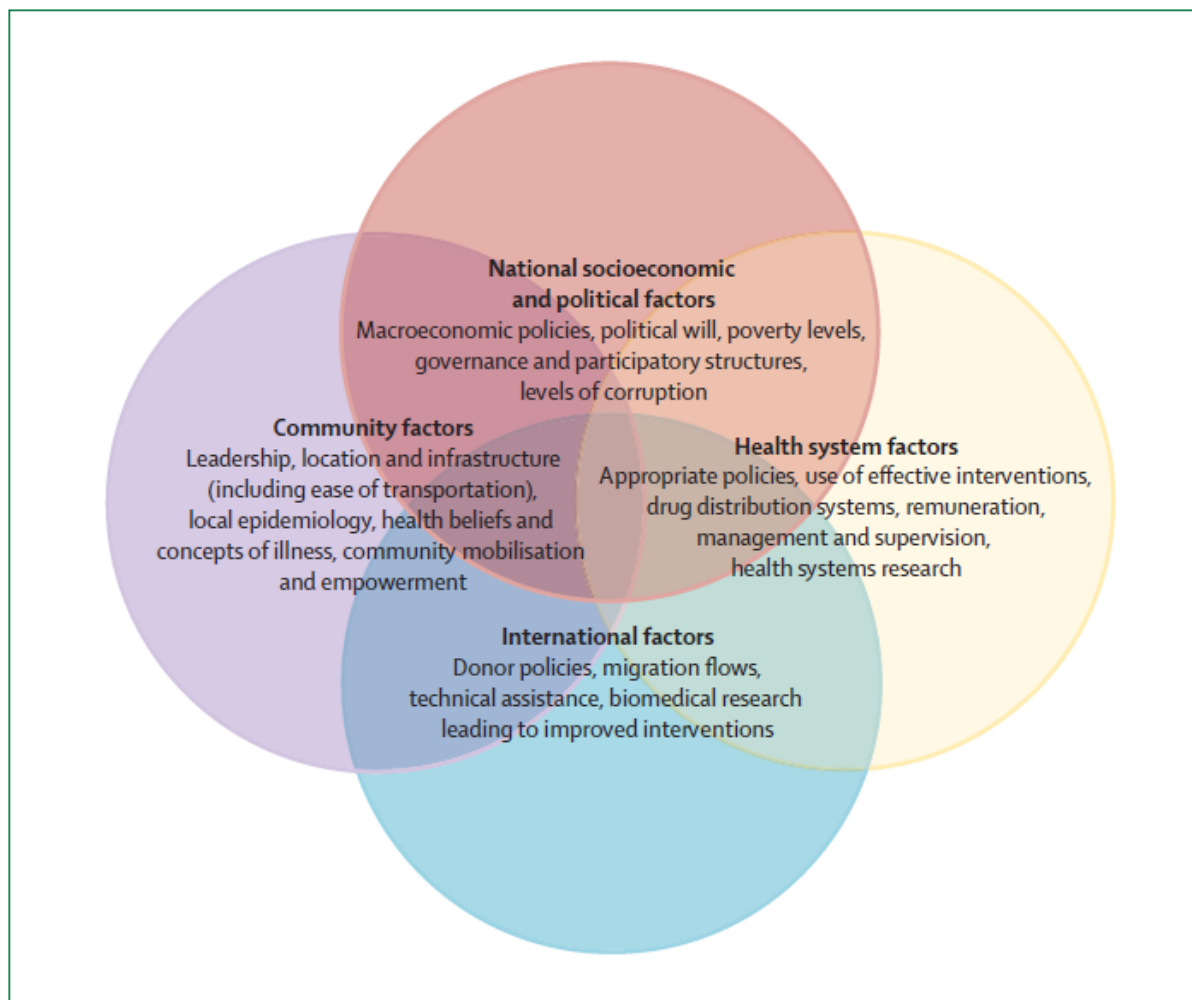 National socioeconomic
and political factors
Macroeconomic policies, political will, poverty levels,
governance and participatory structures,
levels of corruption
Community factors
Leadership, location and infrastructure
(including ease of transportation),
local epidemiology, health beliefs and
concepts of illness, community mobilisation
and empowerment
Health system factors
Appropriate policies, use of effective interventions,
drug distribution systems, remuneration,
management and supervision,
health systems research
International factors
Donor policies, migration flows,
technical assistance, biomedical research
leading to improved interventions